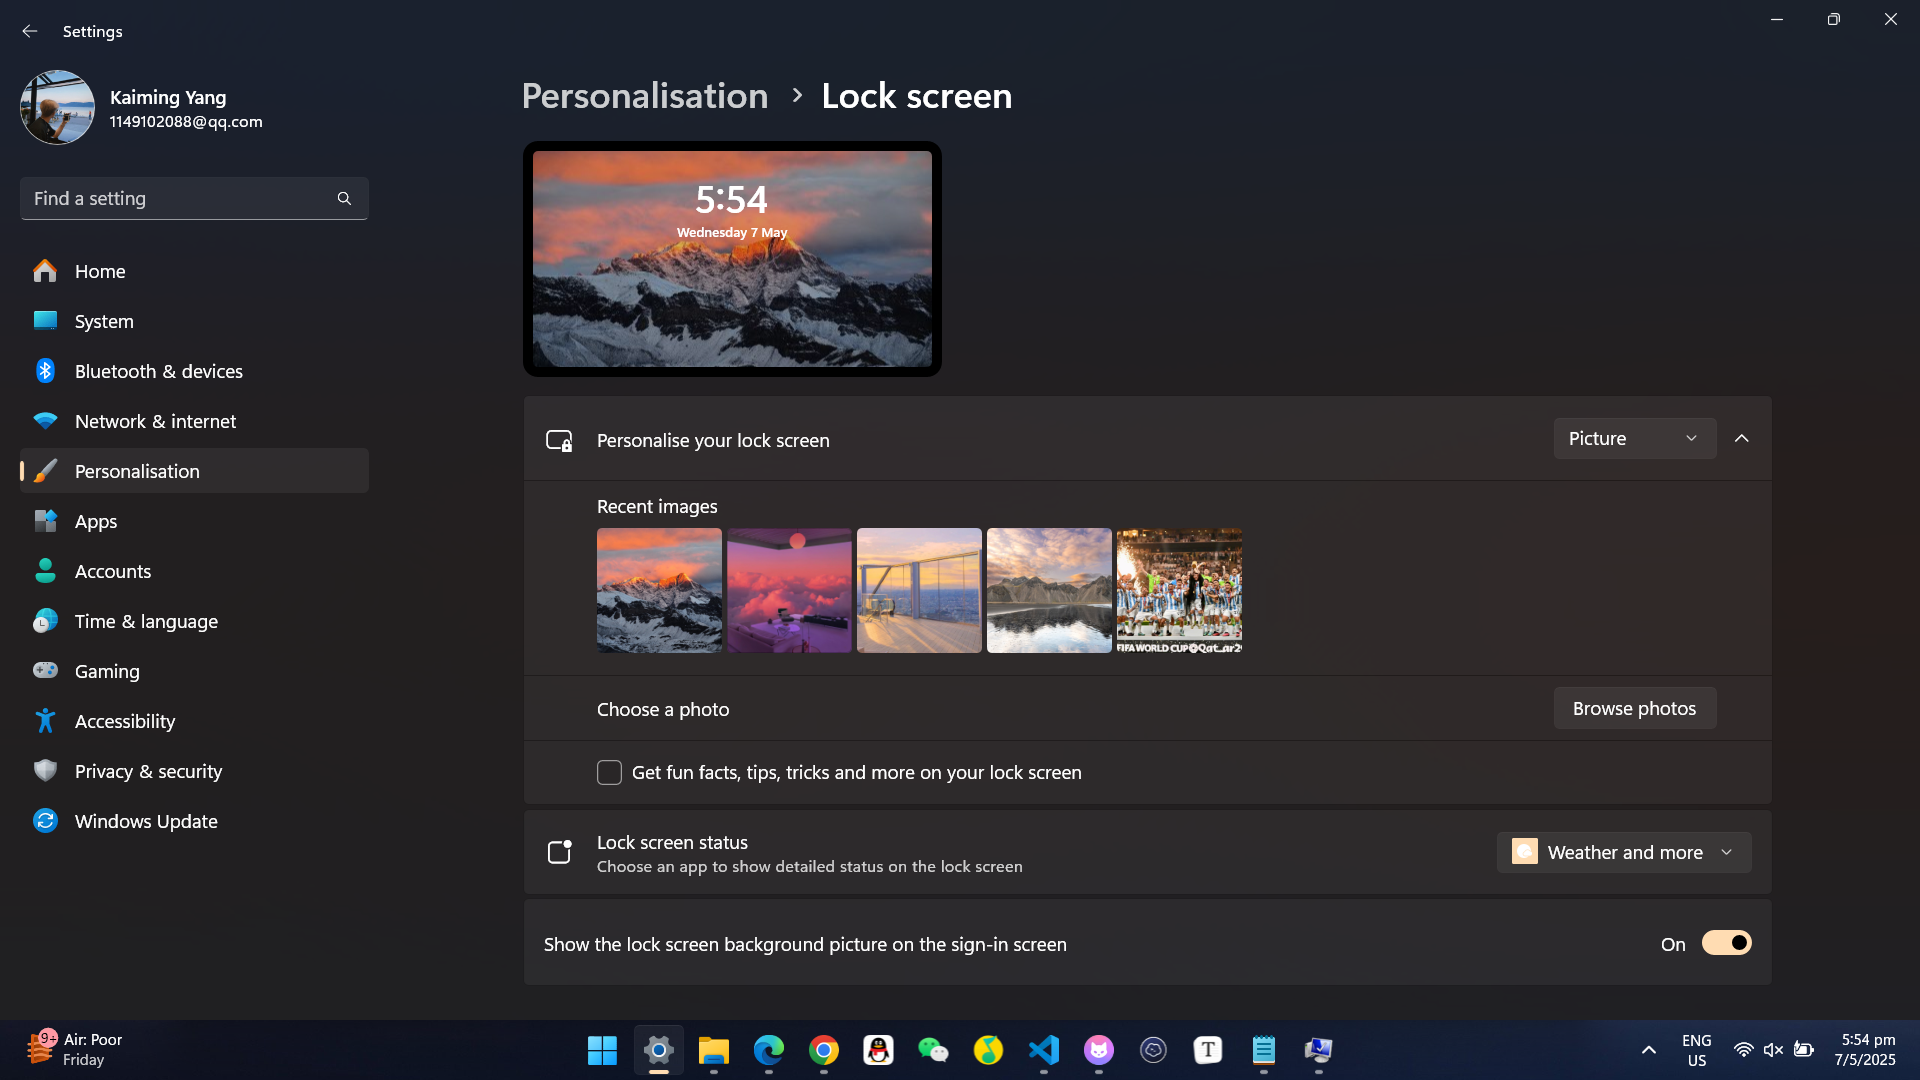 Settings
Kaiming Yang
1149102088@qq.com
Find a setting
Home
System
Bluetooth & devices
Network & internet
Personalisation
Apps
Accounts
Time & language
Gaming
Accessibility
Privacy & security
Windows Update
Personalisation > Lock screen
5:54
Wednesday 7 May
Personalise your lock screen
Picture
Recent images
FIFA WORLD CUP
Choose a photo
Browse photos
Get fun facts, tips, tricks and more on your lock screen
Lock screen status
Choose an app to show detailed status on the lock screen
Weather and more
Show the lock screen background picture on the sign-in screen
On
9+
Air: Poor
Friday
T
ENG
US
5:54 pm
7/5/2025